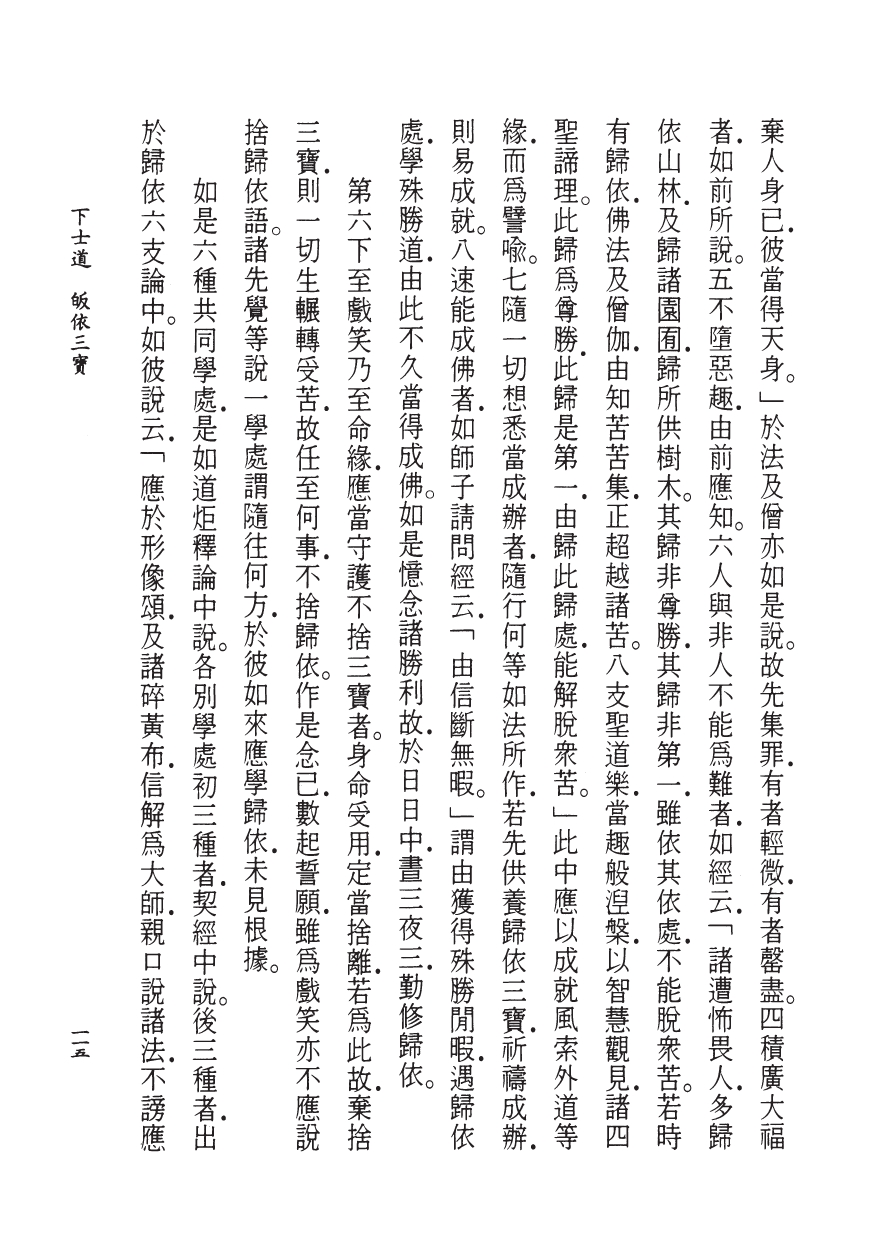 棄人身已．彼當得天身。」於法及僧亦如是說。故先集罪．有者輕微．有者罄盡。四積廣大福
者．如前所說。五不墮惡趣．由前應知。六人與非人不能爲難者．如經云．「諸遭怖畏人．多歸
依山林．及歸諸園囿．歸所供樹木。其歸非尊勝．其歸非第一．雖依其依處．不能脫衆苦。若時
有歸依．佛法及僧伽．由知苦苦集．正超越諸苦。八支聖道樂．當趣般湼槃．以智慧觀見．諸四
聖諦理。此歸爲尊勝．此歸是第一．由歸此歸處．能解脫衆苦。」此中應以成就風索外道等
緣．而爲譬喩。七隨一切想悉當成辦者．隨行何等如法所作．若先供養歸依三寶．祈禱成辦．
則易成就。八速能成佛者．如師子請問經云．「由信斷無暇。」謂由獲得殊勝閒暇．遇歸依
處．學殊勝道．由此不久當得成佛。如是憶念諸勝利故．於日日中．晝三夜三．勤修歸依。
第六下至戲笑乃至命緣．應當守護不捨三寶者。身命受用．定當捨離．若爲此故．棄捨
三寶．則一切生輾轉受苦．故任至何事．不捨歸依。作是念已．數起誓願．雖爲戲笑亦不應說
捨歸依語。諸先覺等說一學處謂隨往何方．於彼如來應學歸依．未見根據。
如是六種共同學處．是如道炬釋論中說。各別學處初三種者．契經中說。後三種者．出
於歸依六支論中。如彼說云．「應於形像頌．及諸碎黃布．信解爲大師．親口說諸法．不謗應
下士道　皈依三寶
一一五